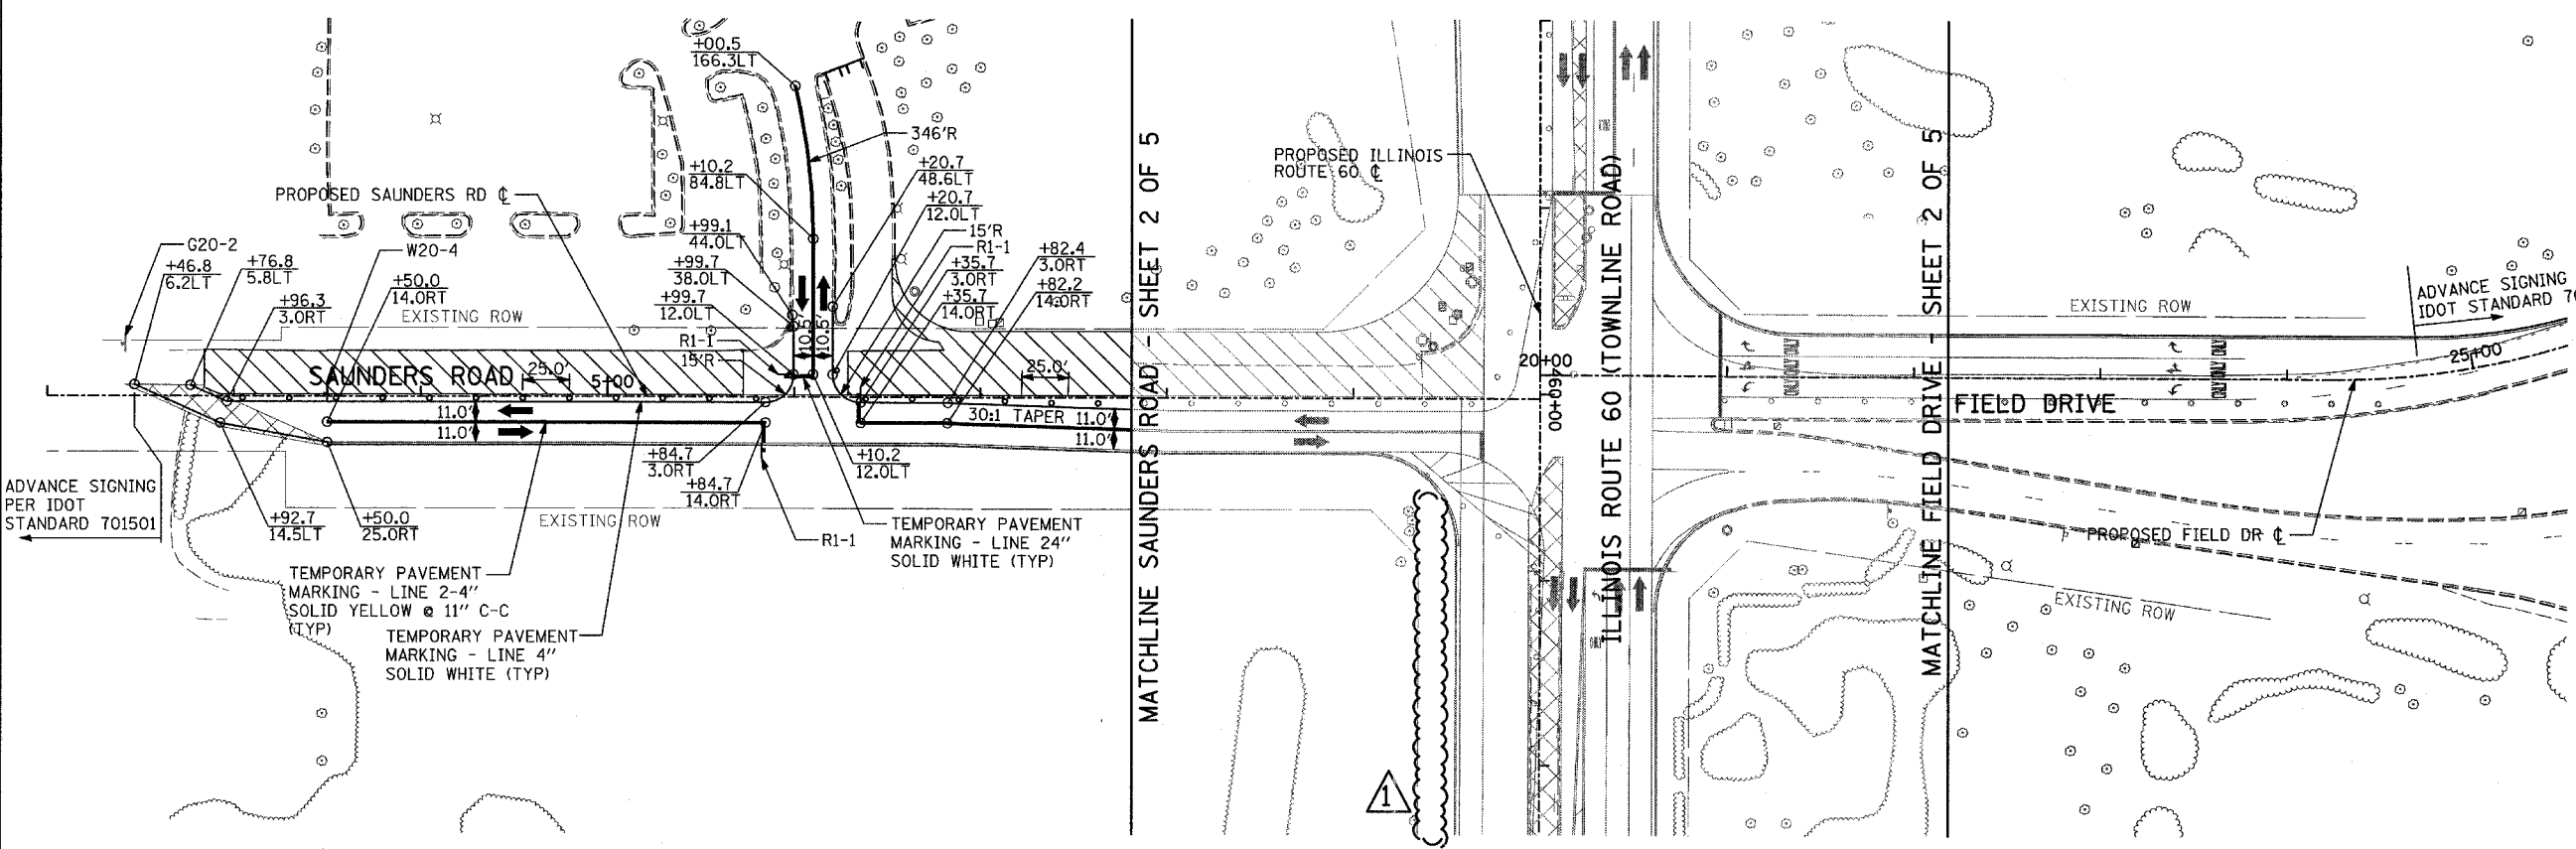 +00.5
166.3LT
346'R
+10.2
84.8LT
+20.7
48.6LT
+20.7
12.0LT
15'R
R1-1
+35.7
3.0RT
+35.7
14.0RT
+82.4
3.0RT
+82.2
14.0RT
PROPOSED SAUNDERS RD ℄
G20-2
+46.8
6.2LT
+76.8
5.8LT
+96.3
3.0RT
W20-4
+50.0
14.0RT
EXISTING ROW
+99.1
44.0LT
+99.7
38.0LT
+99.7
12.0LT
R1-1
15'R
10.5'
10.5'
SAUNDERS ROAD
25.0'
5+00
25.0'
11.0'
11.0'
30:1 TAPER
11.0'
11.0'
+84.7
3.0RT
+84.7
14.0RT
+10.2
12.0LT
ADVANCE SIGNING
PER IDOT
STANDARD 701501
+92.7
14.5LT
+50.0
25.0RT
EXISTING ROW
R1-1
TEMPORARY PAVEMENT
MARKING - LINE 24"
SOLID WHITE (TYP)
TEMPORARY PAVEMENT
MARKING - LINE 2-4"
SOLID YELLOW @ 11" C-C
(TYP)
TEMPORARY PAVEMENT
MARKING - LINE 4"
SOLID WHITE (TYP)
MATCHLINE SAUNDERS ROAD - SHEET 2 OF 5
PROPOSED ILLINOIS
ROUTE 60 ℄
20+00
6+00
ILLINOIS ROUTE 60 (TOWNLINE ROAD)
1
MATCHLINE FIELD DRIVE - SHEET 2 OF 5
ONLY
ONLY
ONLY
ONLY
FIELD DRIVE
EXISTING ROW
ADVANCE SIGNING
IDOT STANDARD
25+00
PROPOSED FIELD DR ℄
EXISTING ROW